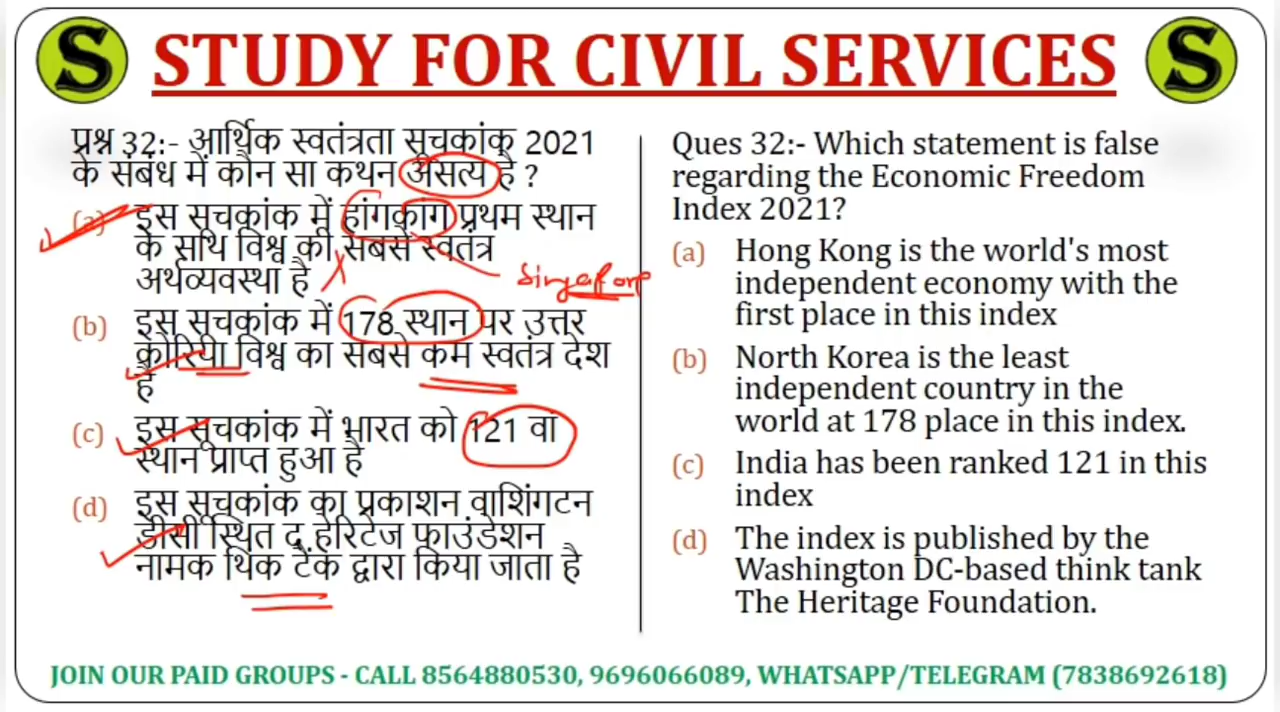 S
STUDY FOR CIVIL SERVICES
S
प्रश्न 32:- आर्थिक स्वतंत्रता सूचकांक 2021
के संबंध में कौन सा कथन असत्य है ?
(a) इस सूचकांक में हांगकांग प्रथम स्थान
के साथ विश्व की सबसे स्वतंत्र
अर्थव्यवस्था है
Singapore
(b) इस सूचकांक में 178 स्थान पर उत्तर
कोरिया विश्व का सबसे कम स्वतंत्र देश
है
(c) इस सूचकांक में भारत को 121 वां
स्थान प्राप्त हुआ है
(d) इस सूचकांक का प्रकाशन वाशिंगटन
डीसी स्थित द हेरिटेज फाउंडेशन
नामक थिंक टैंक द्वारा किया जाता है
Ques 32:- Which statement is false
regarding the Economic Freedom
Index 2021?
(a) Hong Kong is the world's most
independent economy with the
first place in this index
(b) North Korea is the least
independent country in the
world at 178 place in this index.
(c) India has been ranked 121 in this
index
(d) The index is published by the
Washington DC-based think tank
The Heritage Foundation.
JOIN OUR PAID GROUPS - CALL 8564880530, 9696066089, WHATSAPP/TELEGRAM (7838692618)